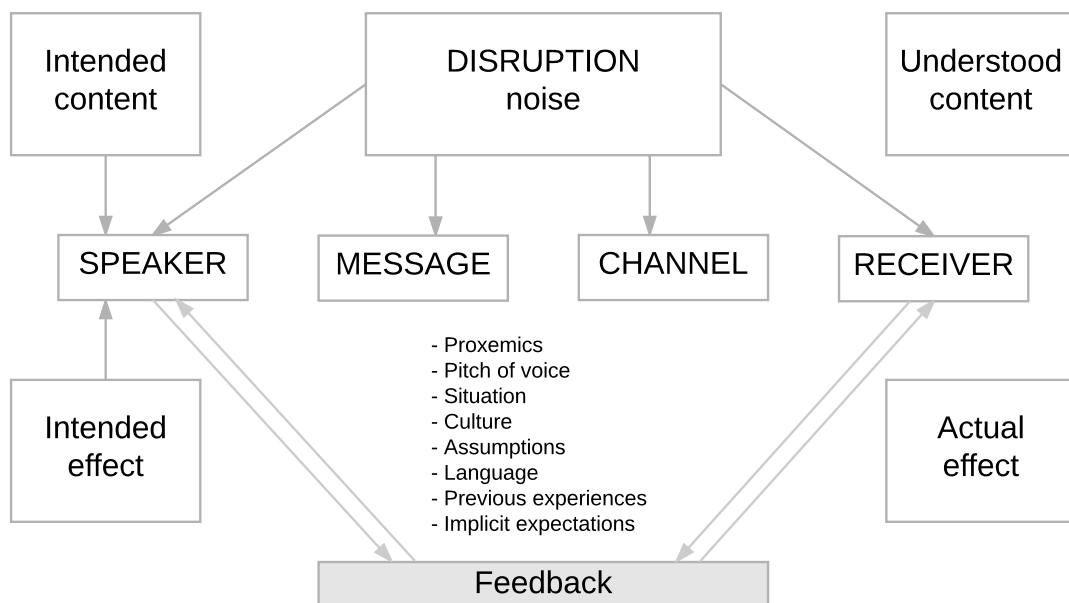 Intended
content
DISRUPTION
noise
Understood
content
SPEAKER
MESSAGE
CHANNEL
RECEIVER
- Proxemics
- Pitch of voice
- Situation
- Culture
- Assumptions
- Language
- Previous experiences
- Implicit expectations
Intended
effect
Actual
effect
Feedback